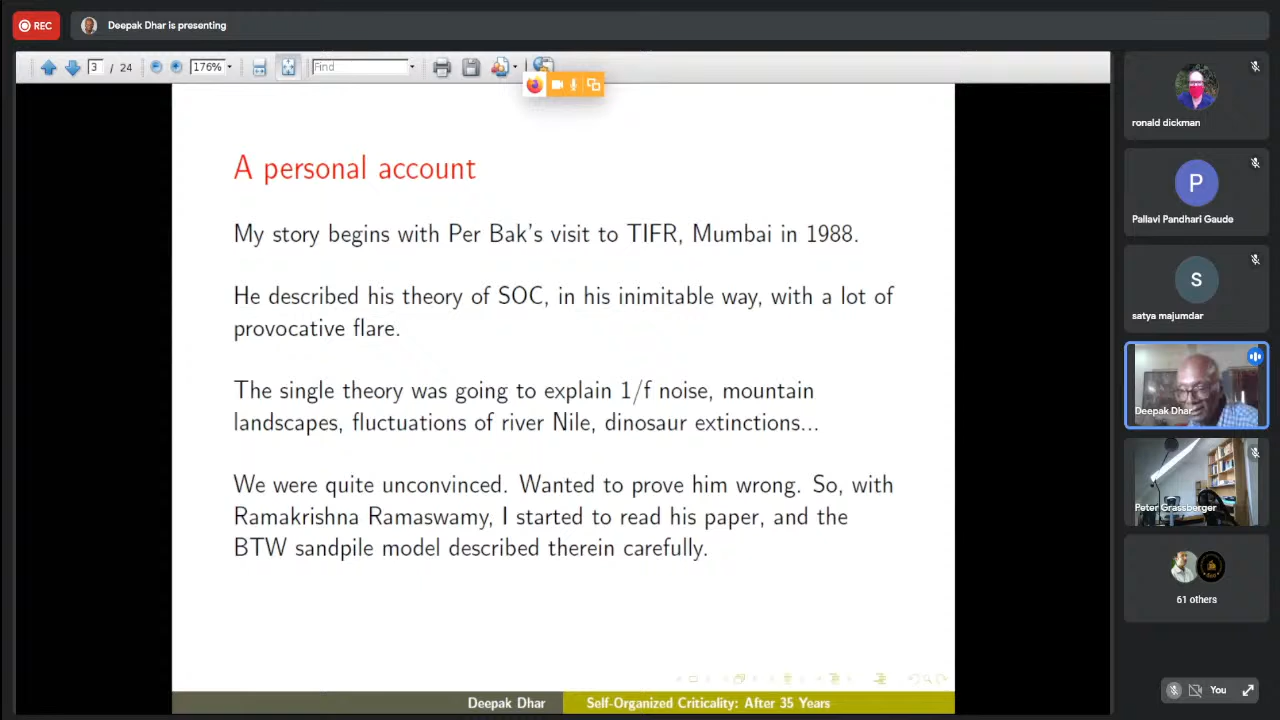 REC
Deepak Dhar is presenting
3 / 24
176%
Find
A personal account
My story begins with Per Bak's visit to TIFR, Mumbai in 1988.
He described his theory of SOC, in his inimitable way, with a lot of
provocative flare.
The single theory was going to explain 1/f noise, mountain
landscapes, fluctuations of river Nile, dinosaur extinctions...
We were quite unconvinced. Wanted to prove him wrong. So, with
Ramakrishna Ramaswamy, I started to read his paper, and the
BTW sandpile model described therein carefully.
Deepak Dhar
Self-Organized Criticality: After 35 Years
ronald dickman
P
Pallavi Pandhari Gaude
S
satya majumdar
Deepak Dhar
Peter Grassberger
61 others
You